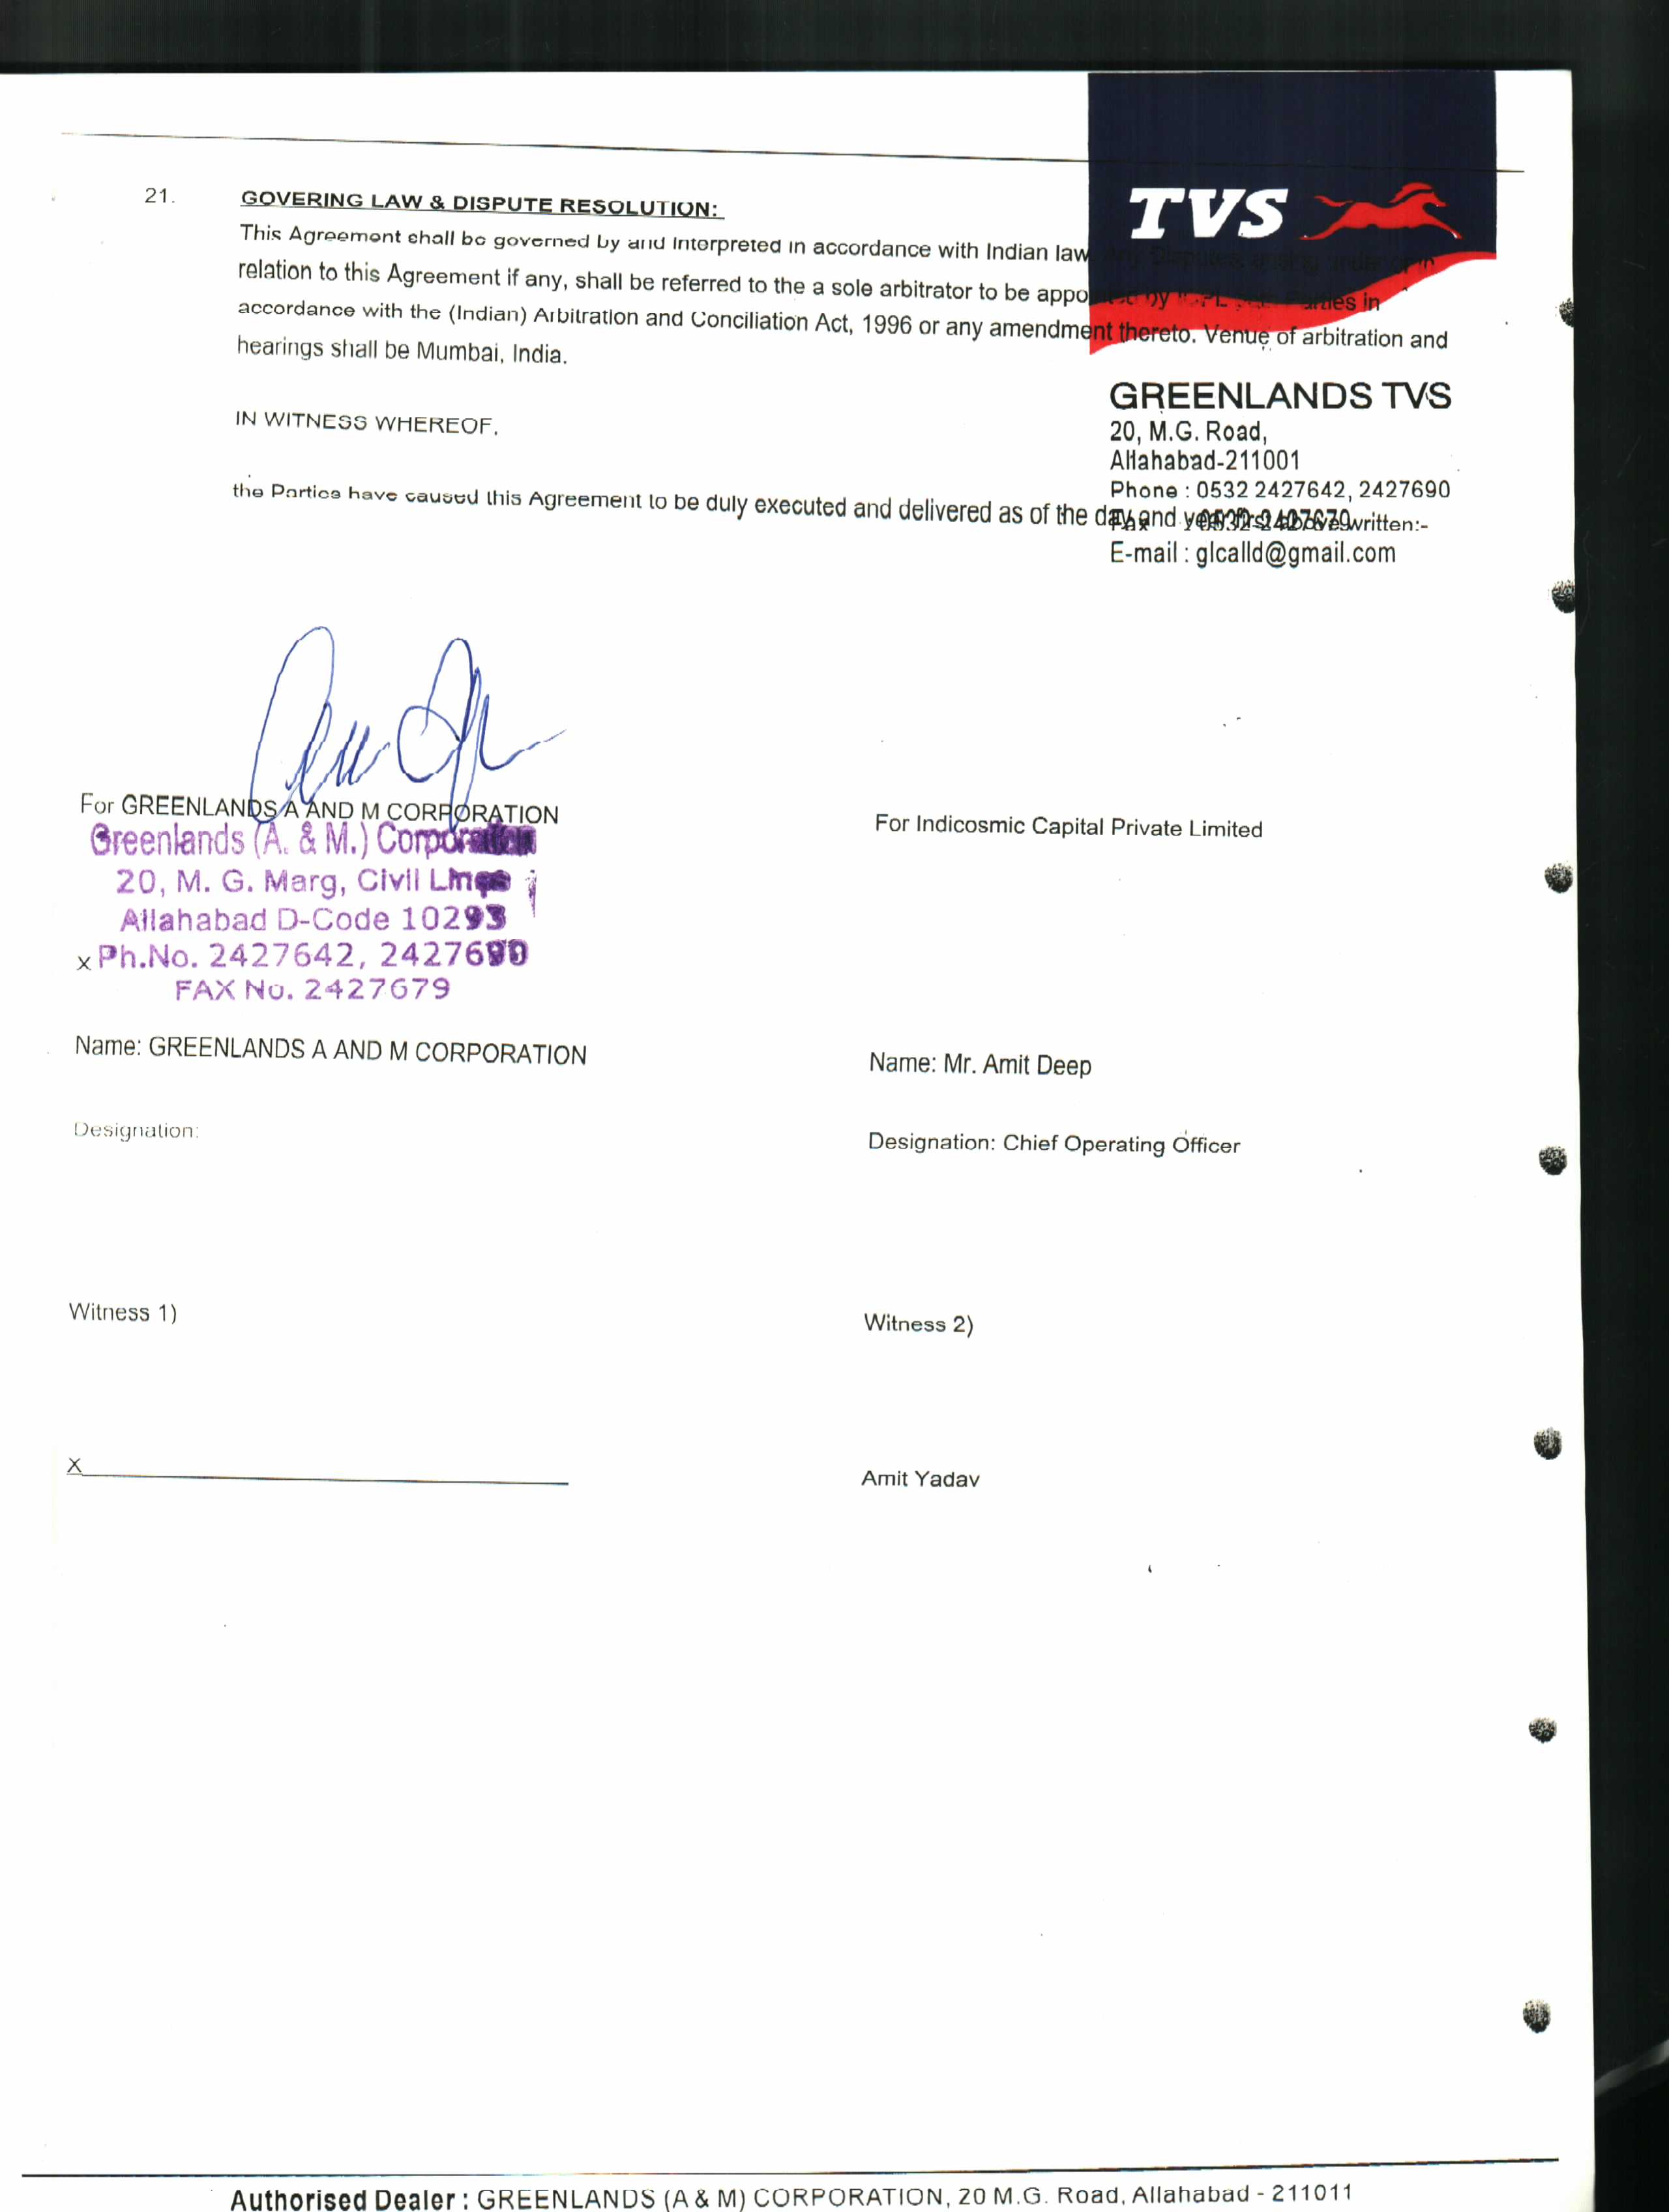 TVS
21.
GOVERING LAW & DISPUTE RESOLUTION:
This Agreement shall be governed by and Interpreted in accordance with Indian law
relation to this Agreement if any, shall be referred to the a sole arbitrator to be appointed by Parties in
accordance with the (Indian) Arbitration and Conciliation Act, 1996 or any amendment thereto. Venue of arbitration and
hearings shall be Mumbai, India.
GREENLANDS TVS
20, M.G. Road,
Allahabad-211001
Phone : 0532 2427642, 2427690
Fax : 0532-2427679
E-mail : glcalld@gmail.com
IN WITNESS WHEREOF,
the Parties have caused this Agreement to be duly executed and delivered as of the day and year first above written:-
For GREENLANDS A AND M CORPORATION
Greenlands (A. & M.) Corporation
20, M. G. Marg, Civil Lines
Allahabad D-Code 10293
x Ph.No. 2427642, 2427690
FAX No. 2427679
Name: GREENLANDS A AND M CORPORATION
Designation:
For Indicosmic Capital Private Limited
Name: Mr. Amit Deep
Designation: Chief Operating Officer
Witness 1)
Witness 2)
X
Amit Yadav
Authorised Dealer : GREENLANDS (A & M) CORPORATION, 20 M.G. Road, Allahabad - 211011